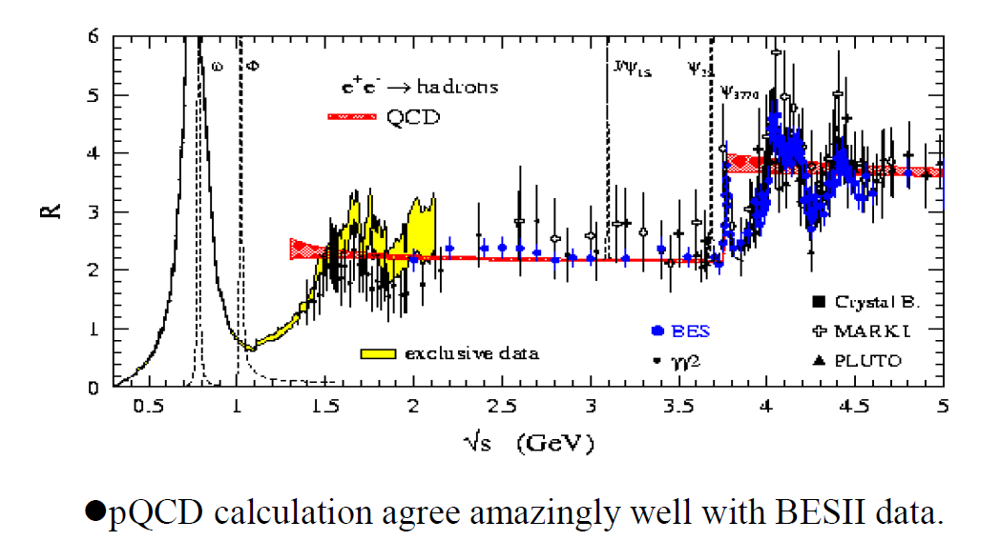 6
ω Φ
J/ψ1S
ψ2S
ψ3770
5
e+e- → hadrons
QCD
4
R
3
2
Crystal B.
1
BES
MARK I
exclusive data
γγ2
PLUTO
0
0.5 1 1.5 2 2.5 3 3.5 4 4.5 5
√s (GeV)
●pQCD calculation agree amazingly well with BESII data.